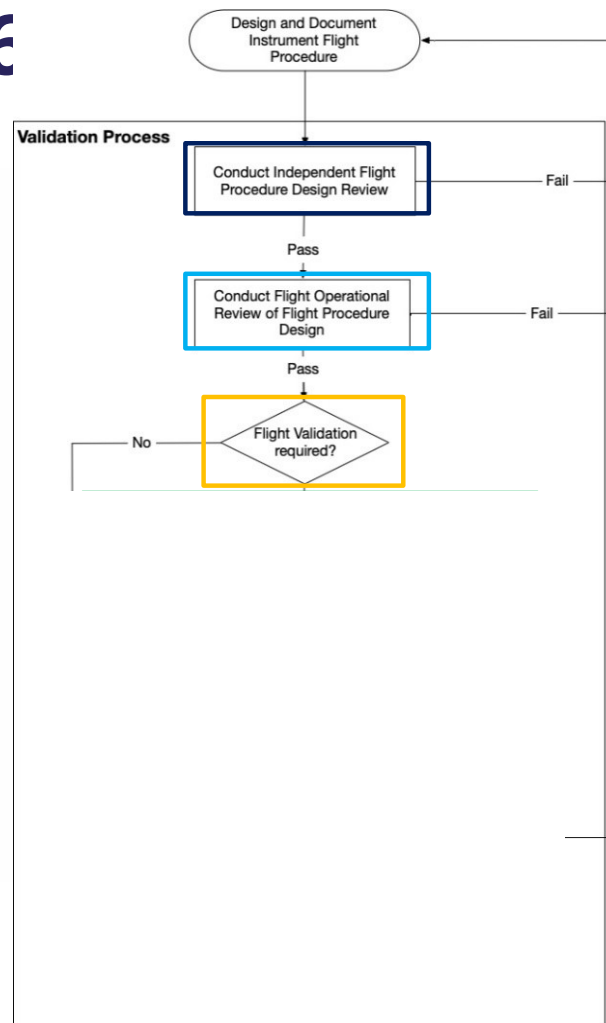 6
Design and Document
Instrument Flight
Procedure
Validation Process
Conduct Independent Flight
Procedure Design Review
Fail
Pass
Conduct Flight Operational
Review of Flight Procedure
Design
Fail
Pass
Flight Validation
required?
No